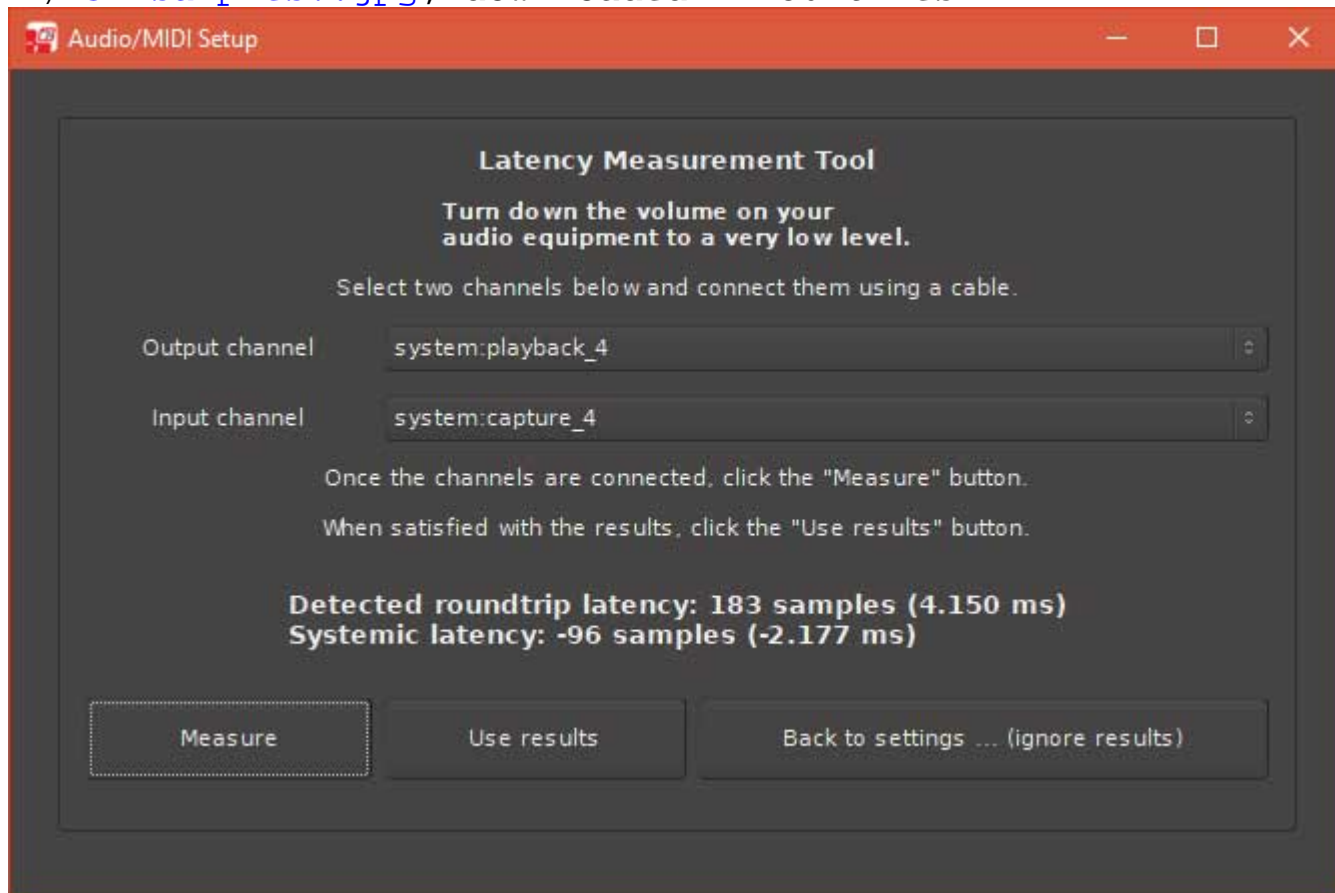 Audio/MIDI Setup
Latency Measurement Tool
Turn down the volume on your
audio equipment to a very low level.
Select two channels below and connect them using a cable.
Output channel system:playback_4
Input channel system:capture_4
Once the channels are connected, click the "Measure" button.
When satisfied with the results, click the "Use results" button.
Detected roundtrip latency: 183 samples (4.150 ms)
Systemic latency: -96 samples (-2.177 ms)
Measure Use results Back to settings ... (ignore results)